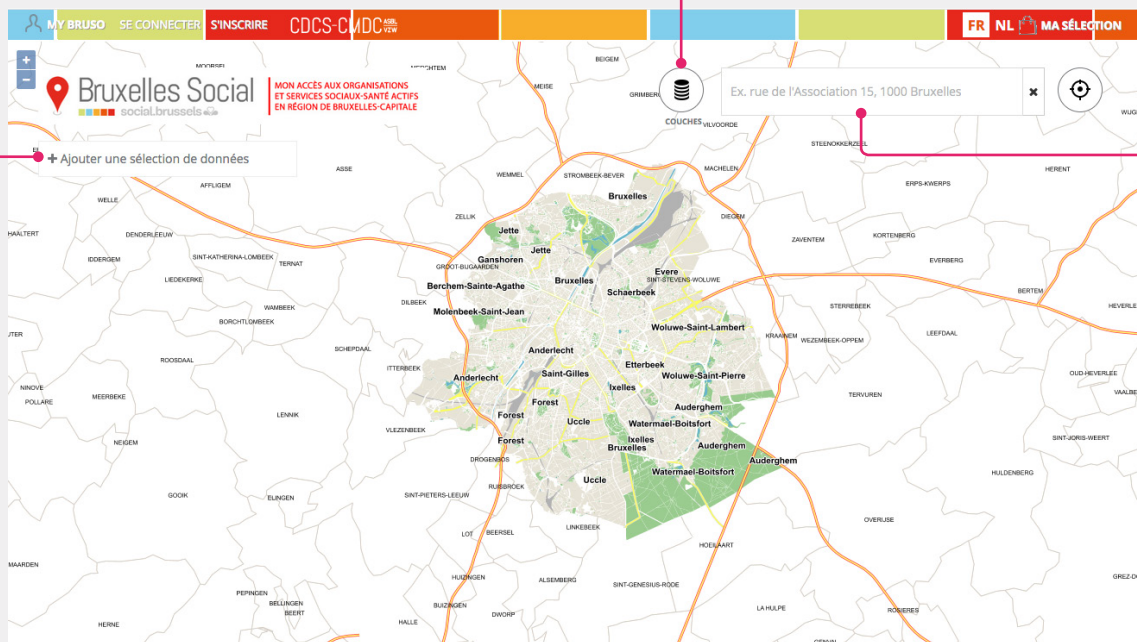 MY BRUSO SE CONNECTER S'INSCRIRE CDCS-CMDC ASBL VZW FR NL MA SÉLECTION
+
−
Bruxelles Social
social.brussels
MON ACCÈS AUX ORGANISATIONS
ET SERVICES SOCIAUX-SANTÉ ACTIFS
EN RÉGION DE BRUXELLES-CAPITALE
COUCHES
Ex. rue de l'Association 15, 1000 Bruxelles
+ Ajouter une sélection de données
MEISE
BEIGEM
VILVOORDE
STEENOKKERZEEL
ASSE
WEMMEL
STROMBEEK-BEVER
MACHELEN
HERENT
AFFLIGEM
ERPS-KWERPS
WELLE
Bruxelles
ZELLIK
DIEGEM
HAALTERT
DENDERLEEUW
Jette
ZAVENTEM
KORTENBERG
Jette
IDDERGEM
SINT-KATHERINA-LOMBEEK
TERNAT
Ganshoren
GROOT-BIJGAARDEN
EVERBERG
LIEDEKERKE
Berchem-Sainte-Agathe
Bruxelles
Evere
SINT-STEVENS-WOLUWE
Schaerbeek
BERTEM
DILBEEK
WAMBEEK
Molenbeek-Saint-Jean
STERREBEEK
BORCHTLOMBEEK
Woluwe-Saint-Lambert
KRAAINEM
WEZEMBEEK-OPPEM
LEEFDAAL
SCHEPDAAL
Anderlecht
ROOSDAAL
ITTERBEEK
Etterbeek
Anderlecht
Saint-Gilles
Woluwe-Saint-Pierre
OUD-HEVERLEE
NINOVE
Ixelles
POLLARE
MEERBEKE
TERVUREN
Forest
Auderghem
LENNIK
Forest
Uccle
Watermael-Boitsfort
VLEZENBEEK
NEIGEM
Forest
Ixelles
Bruxelles
Auderghem
SINT-JORIS-WEERT
DROGENBOS
Auderghem
Watermael-Boitsfort
HULDENBERG
Uccle
RUISBROEK
GOOIK
ELINGEN
SINT-PIETERS-LEEUW
OVERIJSE
LINKEBEEK
LOT
BEERSEL
HOEILAART
HUIZINGEN
ALSEMBERG
SINT-GENESIUS-RODE
PEPINGEN
BELLINGEN
BUIZINGEN
BEERT
DWORP
LA HULPE
ROSIERES
HERNE
HALLE